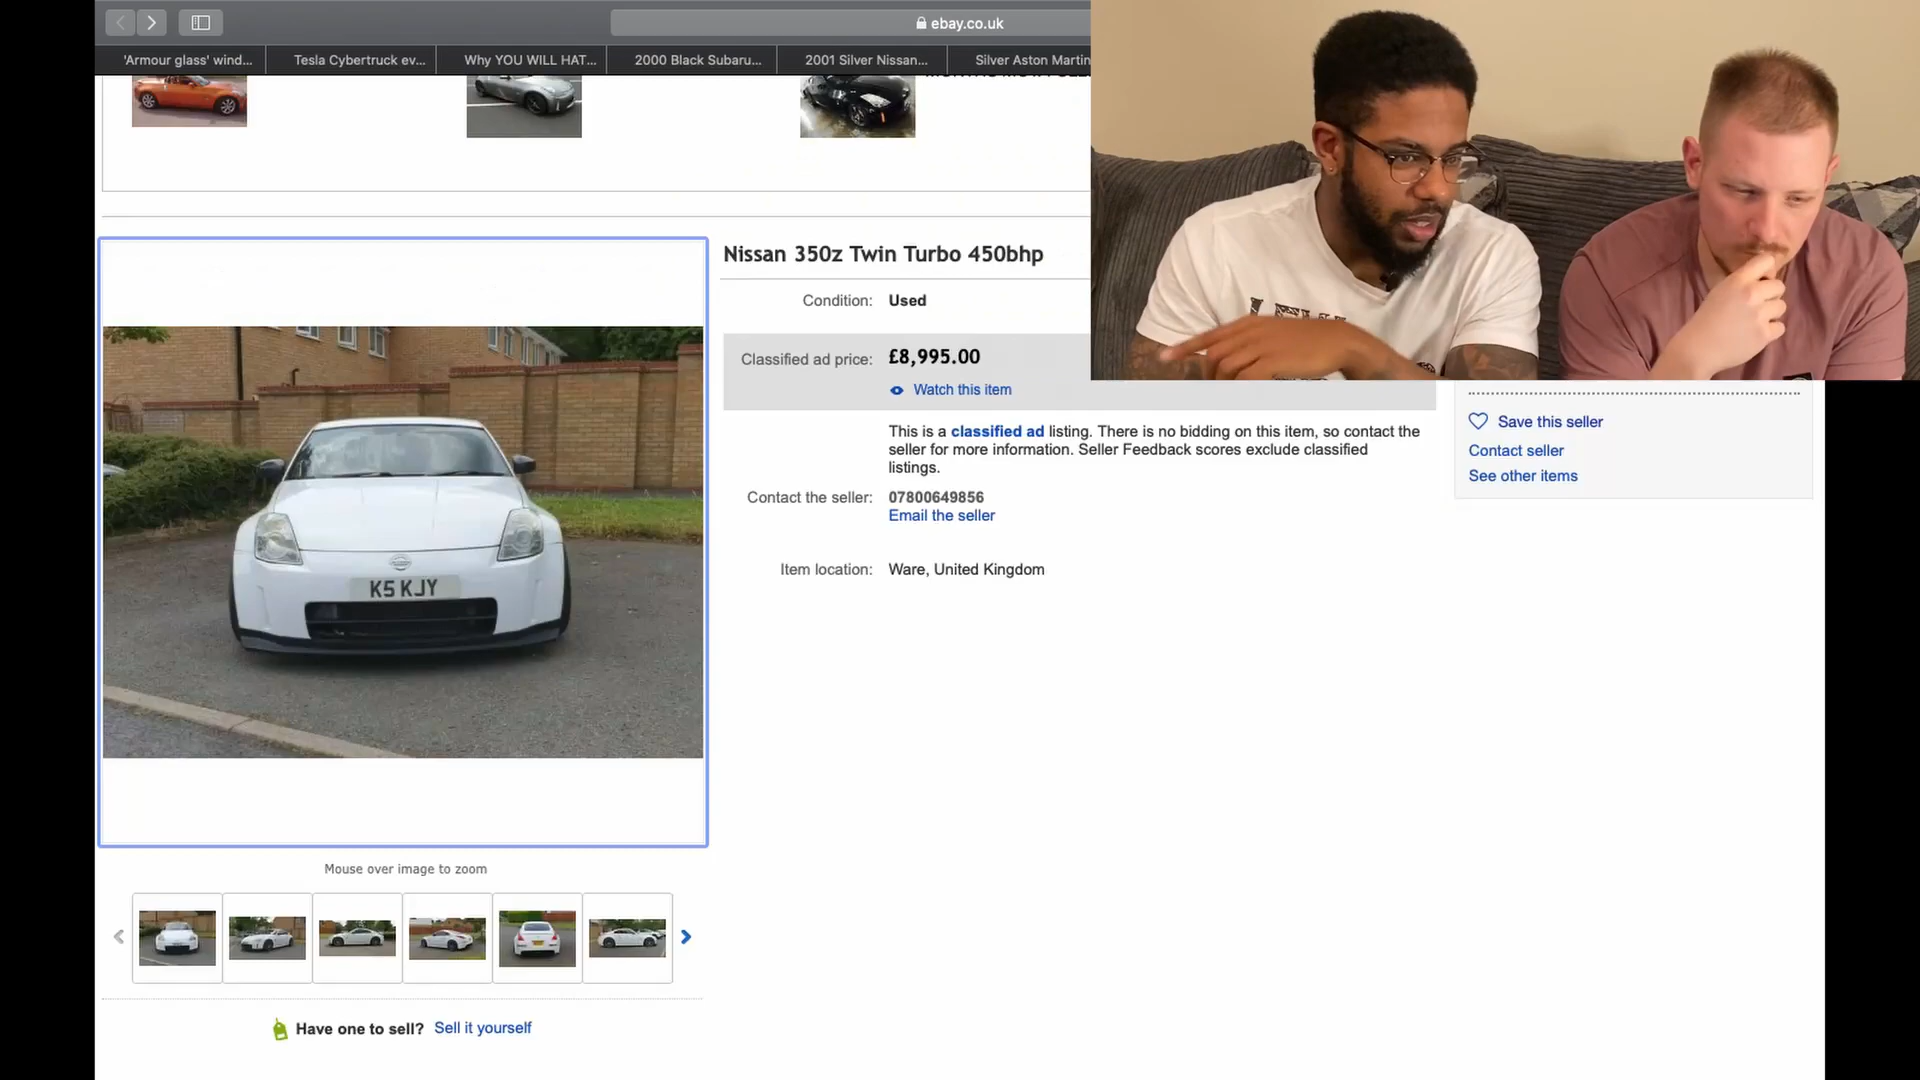 ebay.co.uk
'Armour glass' wind...
Tesla Cybertruck ev...
Why YOU WILL HAT...
2000 Black Subaru...
2001 Silver Nissan...
Silver Aston Martin
Nissan 350z Twin Turbo 450bhp
Condition: Used
Classified ad price: £8,995.00
Watch this item
This is a classified ad listing. There is no bidding on this item, so contact the
seller for more information. Seller Feedback scores exclude classified
listings.
Contact the seller: 07800649856
Email the seller
Item location: Ware, United Kingdom
Save this seller
Contact seller
See other items
K5 KJY
Mouse over image to zoom
Have one to sell? Sell it yourself